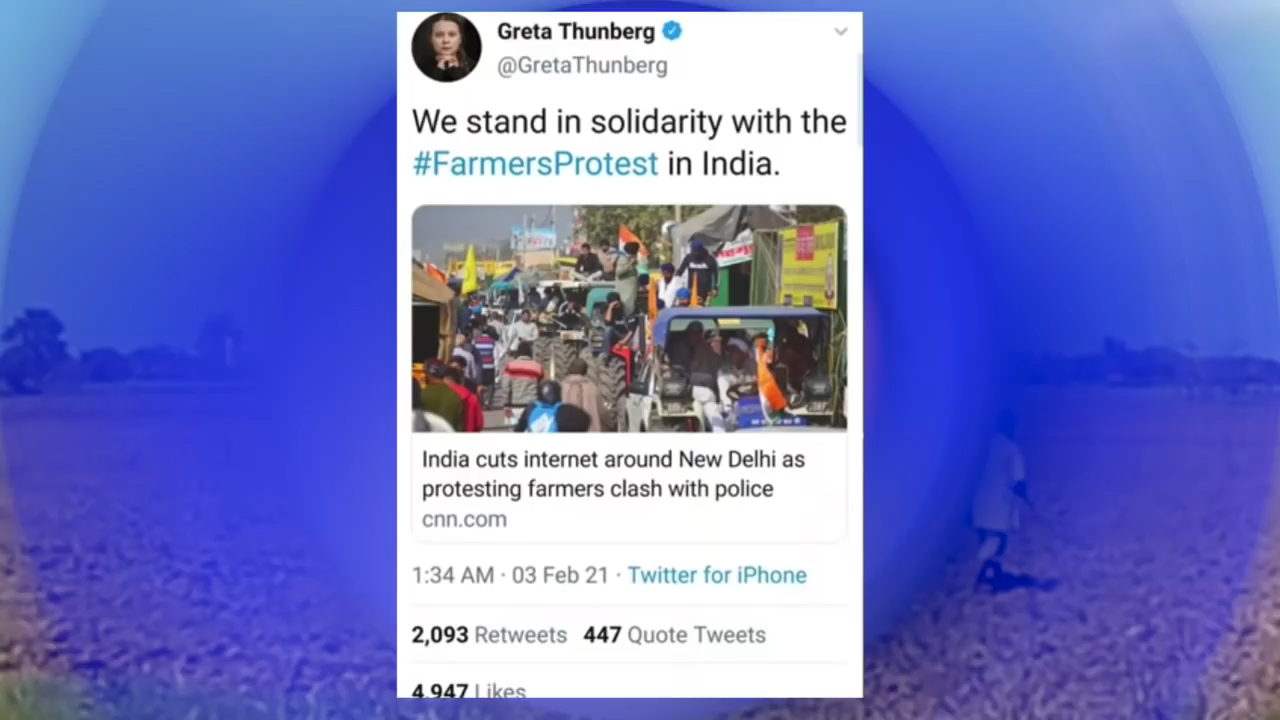 Greta Thunberg
@GretaThunberg
We stand in solidarity with the
#FarmersProtest in India.
India cuts internet around New Delhi as
protesting farmers clash with police
cnn.com
1:34 AM · 03 Feb 21 · Twitter for iPhone
2,093 Retweets 447 Quote Tweets
4,947 Likes